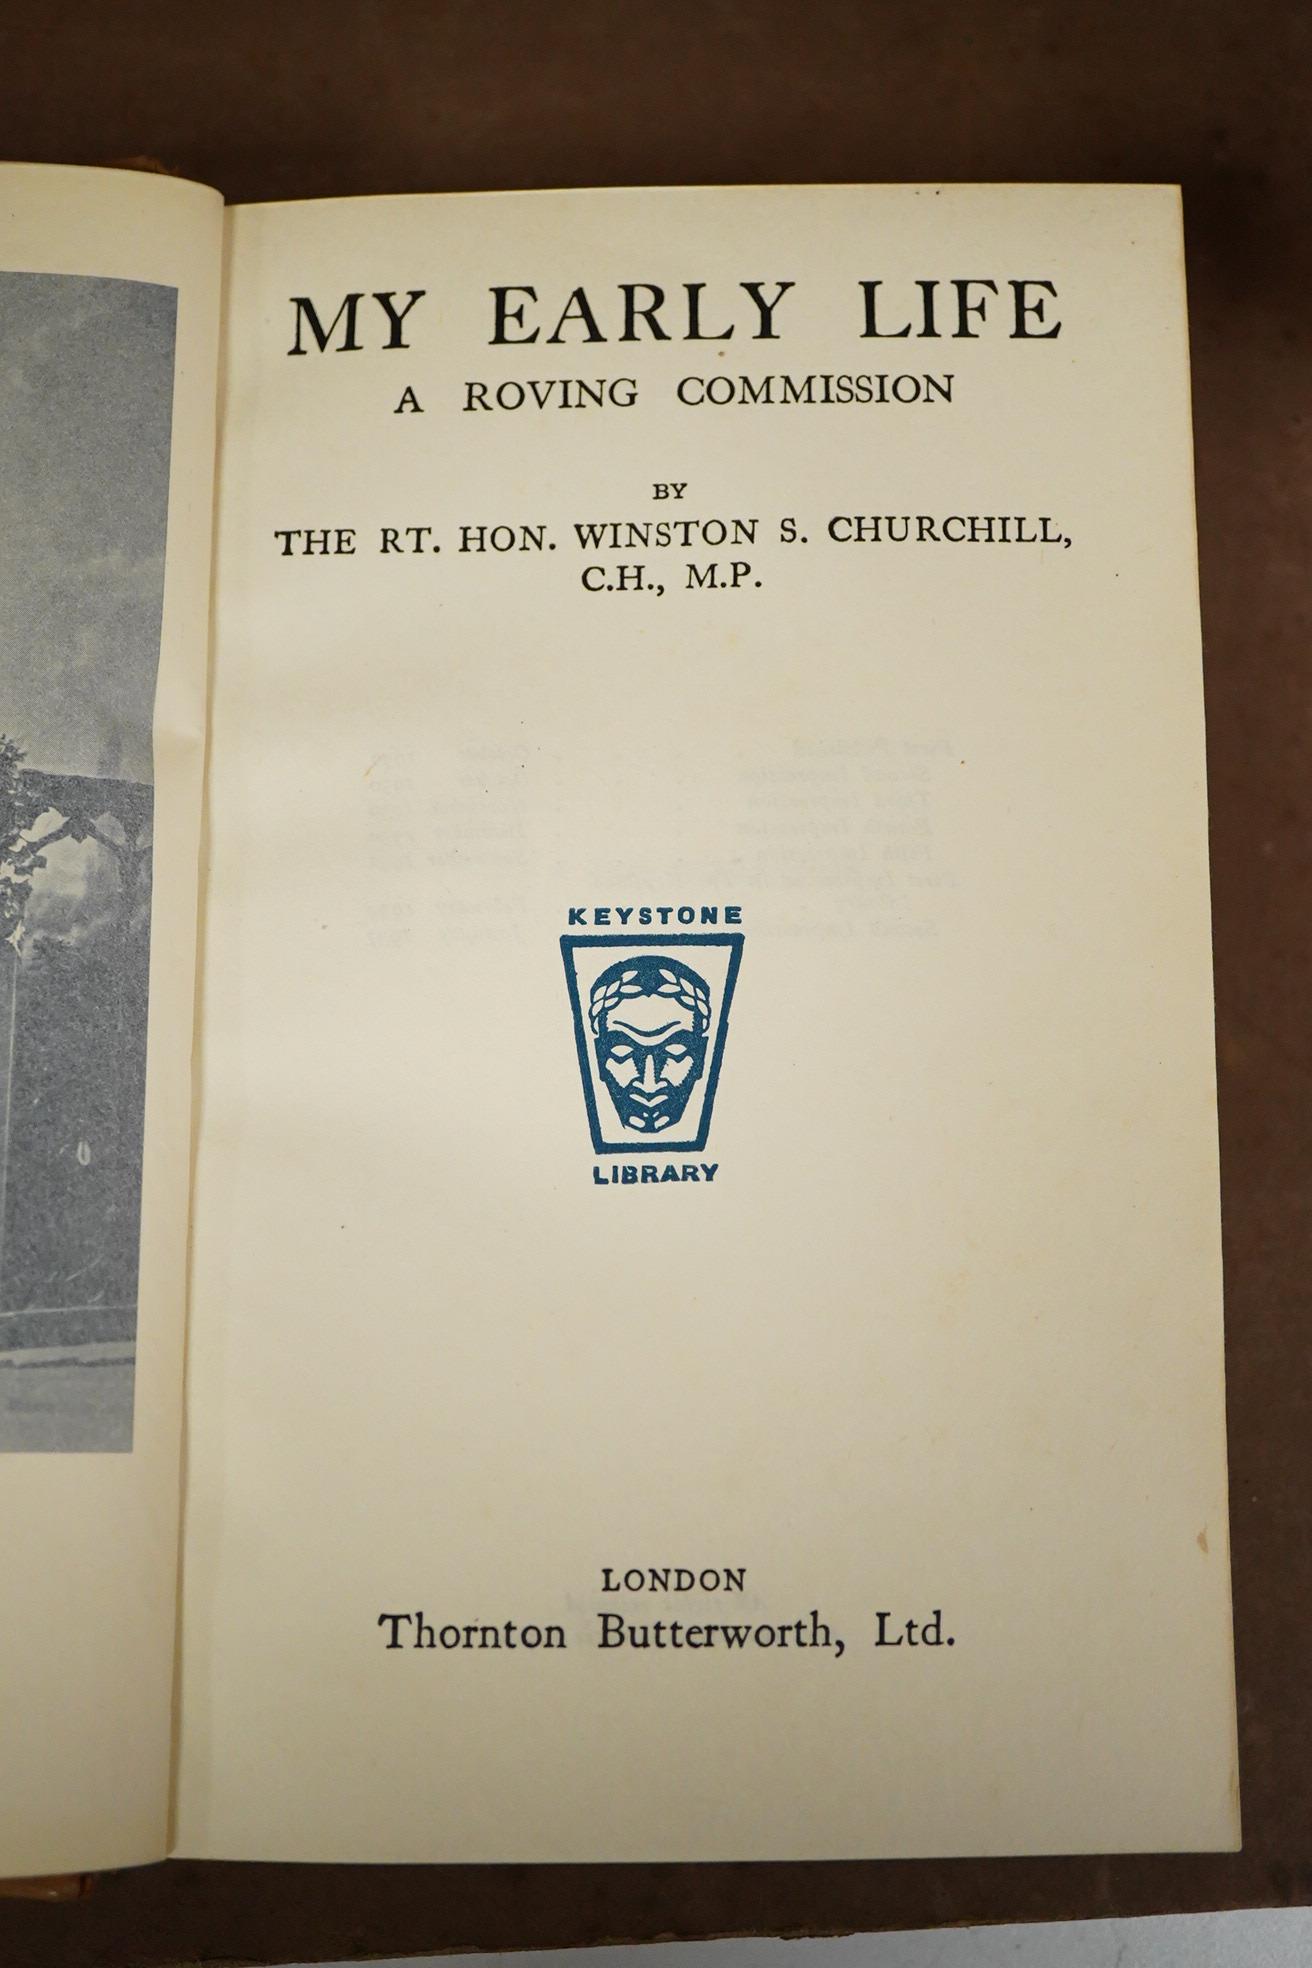 MY EARLY LIFE
A ROVING COMMISSION
BY
THE RT. HON. WINSTON S. CHURCHILL,
C.H., M.P.
KEYSTONE
LIBRARY
LONDON
Thornton Butterworth, Ltd.